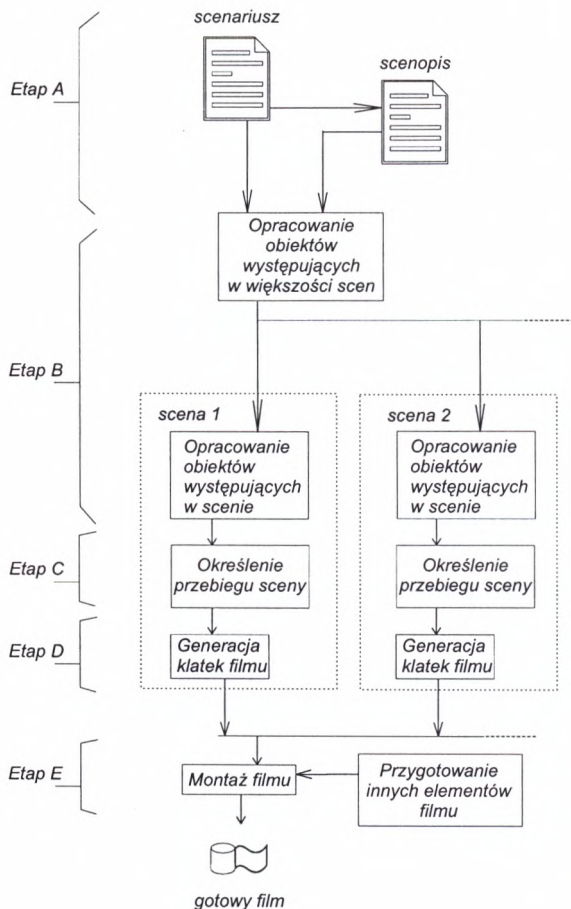 scenariusz
scenopis
Etap A
Opracowanie
obiektów
występujących
w większości scen
Etap B
scena 1
Opracowanie
obiektów
występujących
w scenie
scena 2
Opracowanie
obiektów
występujących
w scenie
Etap C
Określenie
przebiegu sceny
Określenie
przebiegu sceny
Etap D
Generacja
klatek filmu
Generacja
klatek filmu
Etap E
Montaż filmu
Przygotowanie
innych elementów
filmu
gotowy film